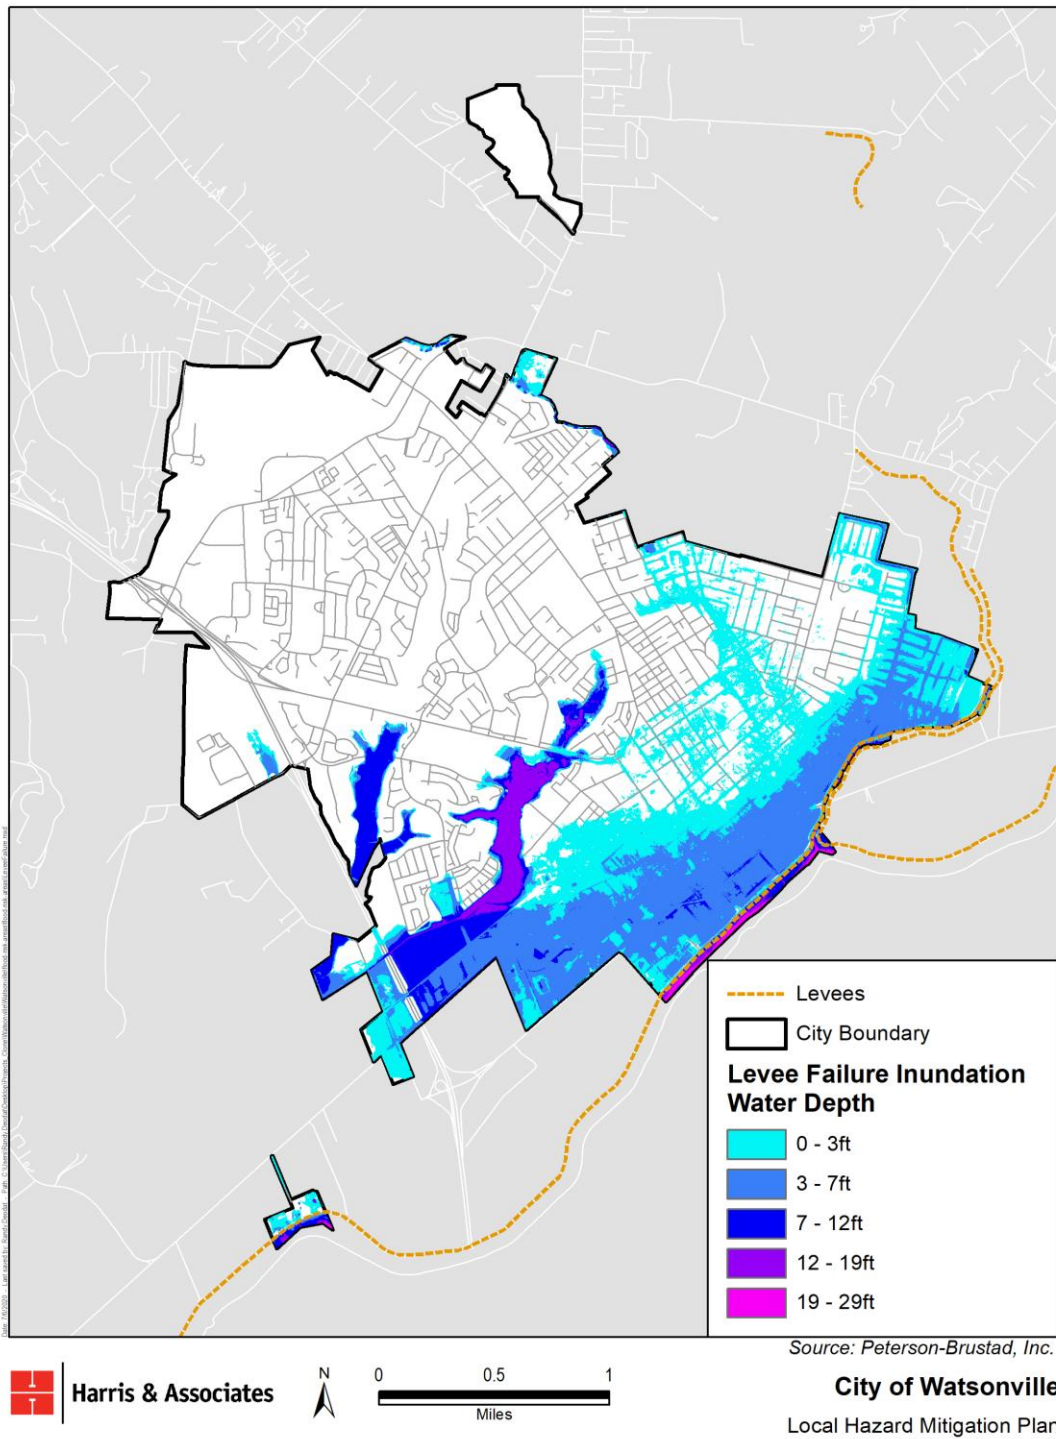 Levees
City Boundary
Levee Failure Inundation
Water Depth
0 - 3ft
3 - 7ft
7 - 12ft
12 - 19ft
19 - 29ft
Source: Peterson-Brustad, Inc.
Harris & Associates
N
0 0.5 1
Miles
City of Watsonville
Local Hazard Mitigation Plan